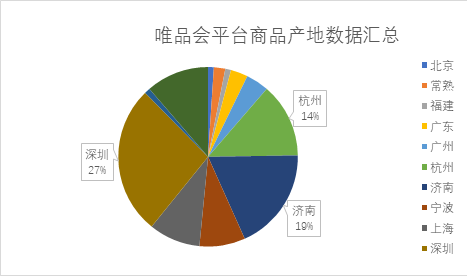 唯品会平台商品产地数据汇总
北京
常熟
福建
广东
广州
杭州
济南
宁波
上海
深圳
杭州
14%
深圳
27%
济南
19%